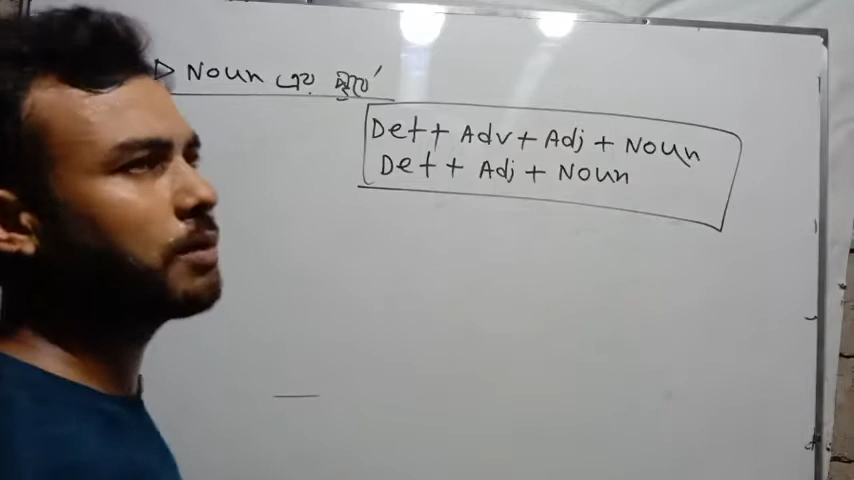 ▷ Noun এর সূত্র
Det + Adv + Adj + Noun
Det + Adj + Noun